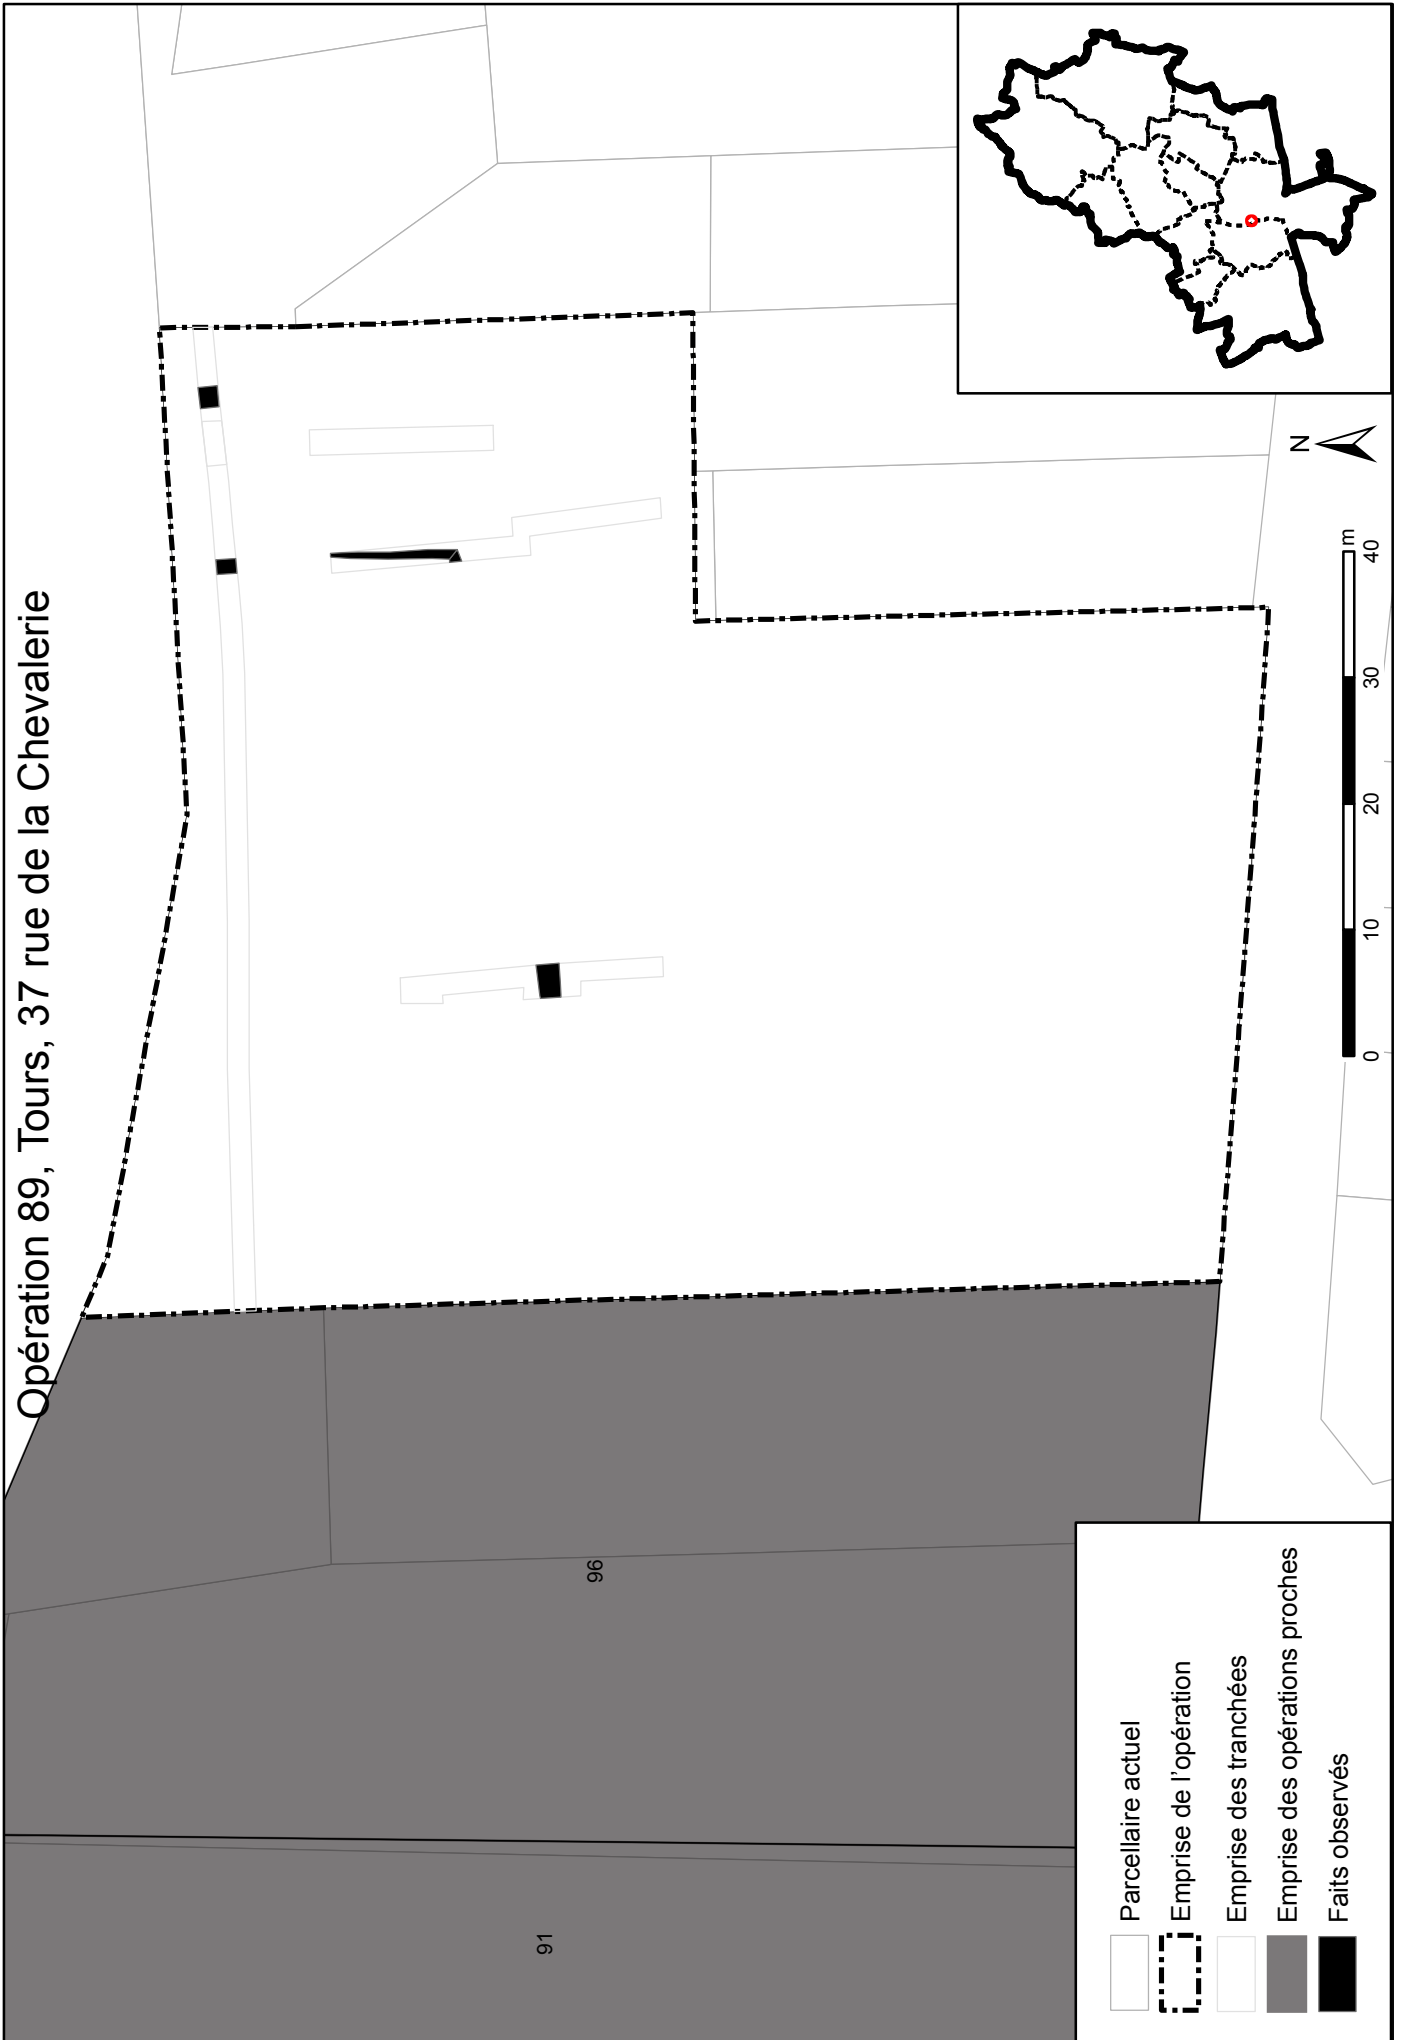 Opération 89, Tours, 37 rue de la Chevalerie
91
96
N
0 10 20 30 40 m
Parcellaire actuel
Emprise de l'opération
Emprise des tranchées
Emprise des opérations proches
Faits observés